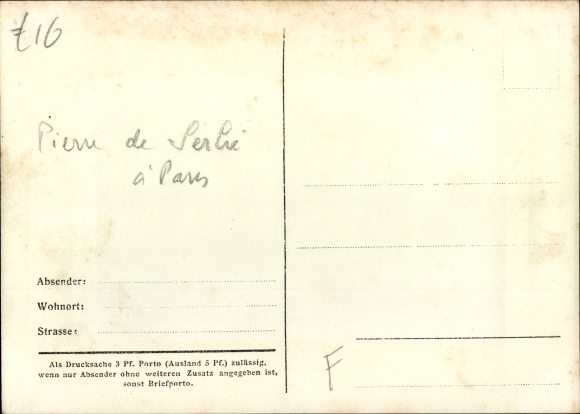 £16
Pierre de Serbie
à Paris
Absender:
Wohnort:
Strasse:
Als Drucksache 3 Pf. Porto (Ausland 5 Pf.) zulässig,
wenn nur Absender ohne weiteren Zusatz angegeben ist,
sonst Briefporto.
F